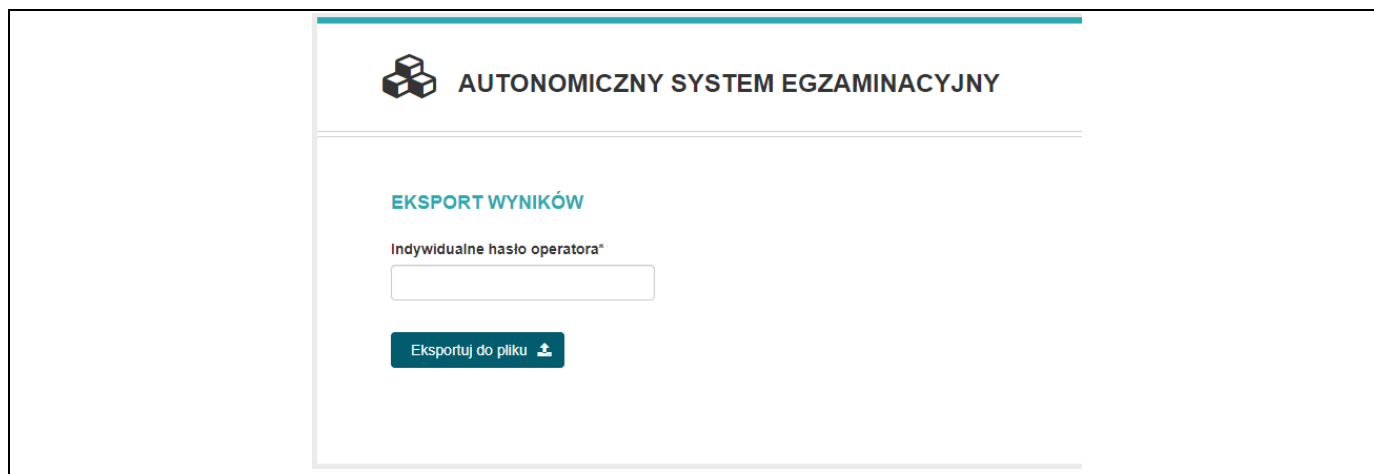 AUTONOMICZNY SYSTEM EGZAMINACYJNY
EKSPORT WYNIKÓW
Indywidualne hasło operatora*
Eksportuj do pliku